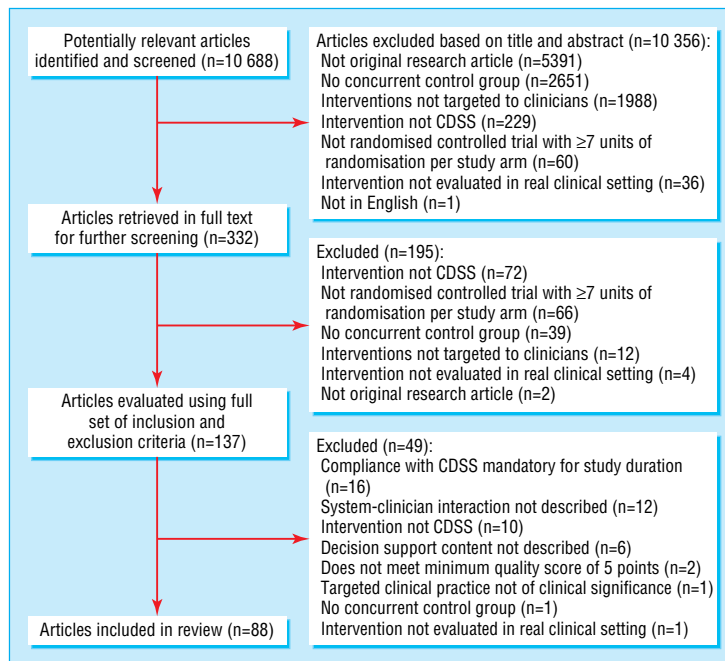 Potentially relevant articles
identified and screened (n=10 688)
Articles excluded based on title and abstract (n=10 356):
Not original research article (n=5391)
No concurrent control group (n=2651)
Interventions not targeted to clinicians (n=1988)
Intervention not CDSS (n=229)
Not randomised controlled trial with ≥7 units of
randomisation per study arm (n=60)
Intervention not evaluated in real clinical setting (n=36)
Not in English (n=1)
Articles retrieved in full text
for further screening (n=332)
Excluded (n=195):
Intervention not CDSS (n=72)
Not randomised controlled trial with ≥7 units of
randomisation per study arm (n=66)
No concurrent control group (n=39)
Interventions not targeted to clinicians (n=12)
Intervention not evaluated in real clinical setting (n=4)
Not original research article (n=2)
Articles evaluated using full
set of inclusion and
exclusion criteria (n=137)
Excluded (n=49):
Compliance with CDSS mandatory for study duration
(n=16)
System-clinician interaction not described (n=12)
Intervention not CDSS (n=10)
Decision support content not described (n=6)
Does not meet minimum quality score of 5 points (n=2)
Targeted clinical practice not of clinical significance (n=1)
No concurrent control group (n=1)
Intervention not evaluated in real clinical setting (n=1)
Articles included in review (n=88)